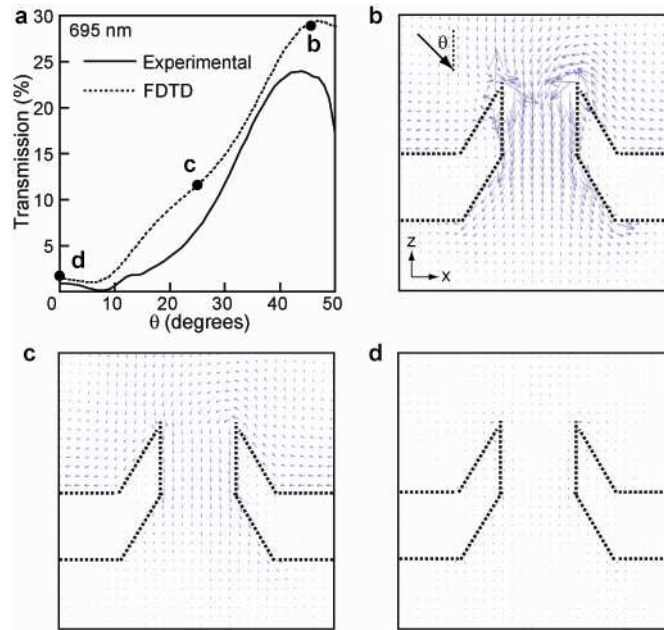 a
695 nm
Experimental
FDTD
Transmission (%)
30
25
20
15
10
5
0 10 20 30 40 50
θ (degrees)
b
c
d
b
θ
z
x
c
d